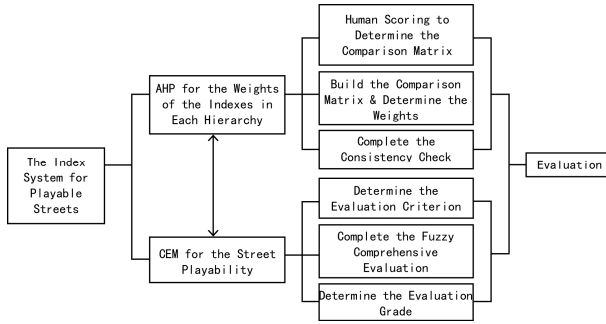 The Index
System for
Playable
Streets
AHP for the Weights
of the Indexes in
Each Hierarchy
CEM for the Street
Playability
Human Scoring to
Determine the
Comparison Matrix
Build the Comparison
Matrix & Determine the
Weights
Complete the
Consistency Check
Determine the
Evaluation Criterion
Complete the Fuzzy
Comprehensive
Evaluation
Determine the Evaluation
Grade
Evaluation